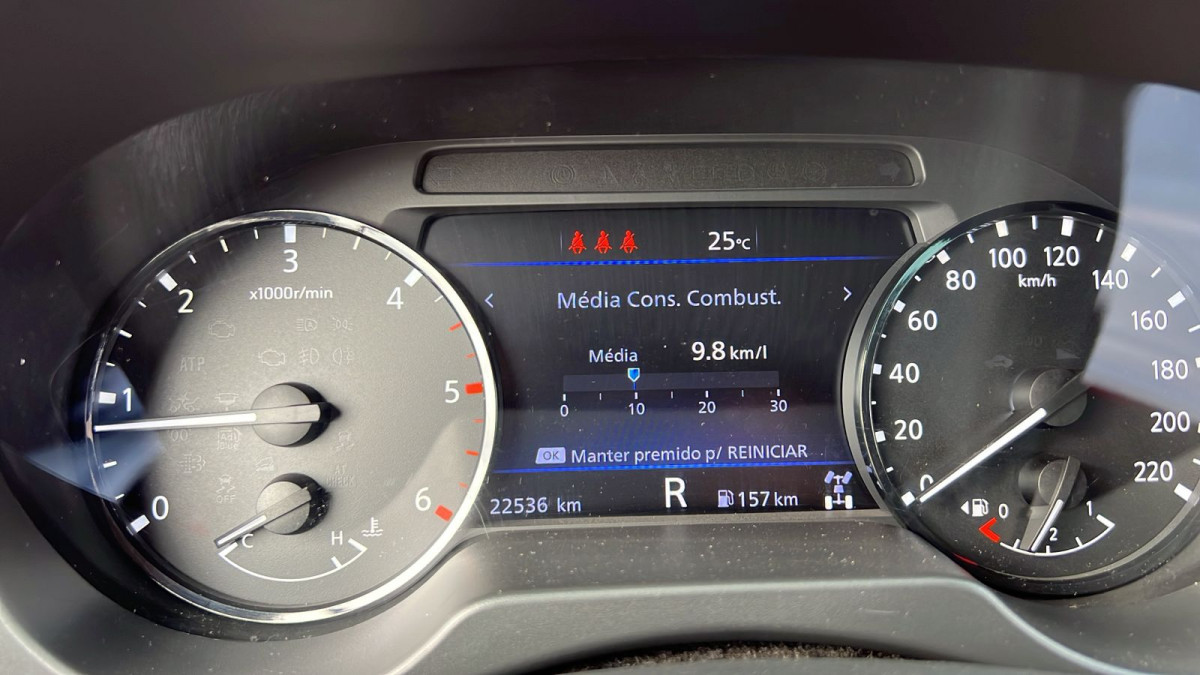 25°C
Média Cons. Combust.
Média 9.8 km/l
0 10 20 30
OK Manter premido p/ REINICIAR
22536 km R 157 km
0 1 2 3 4 5 6
x1000r/min
ATP
C H
0 20 40 60 80 100 120 140 160 180 200 220
km/h
0 1/2 1